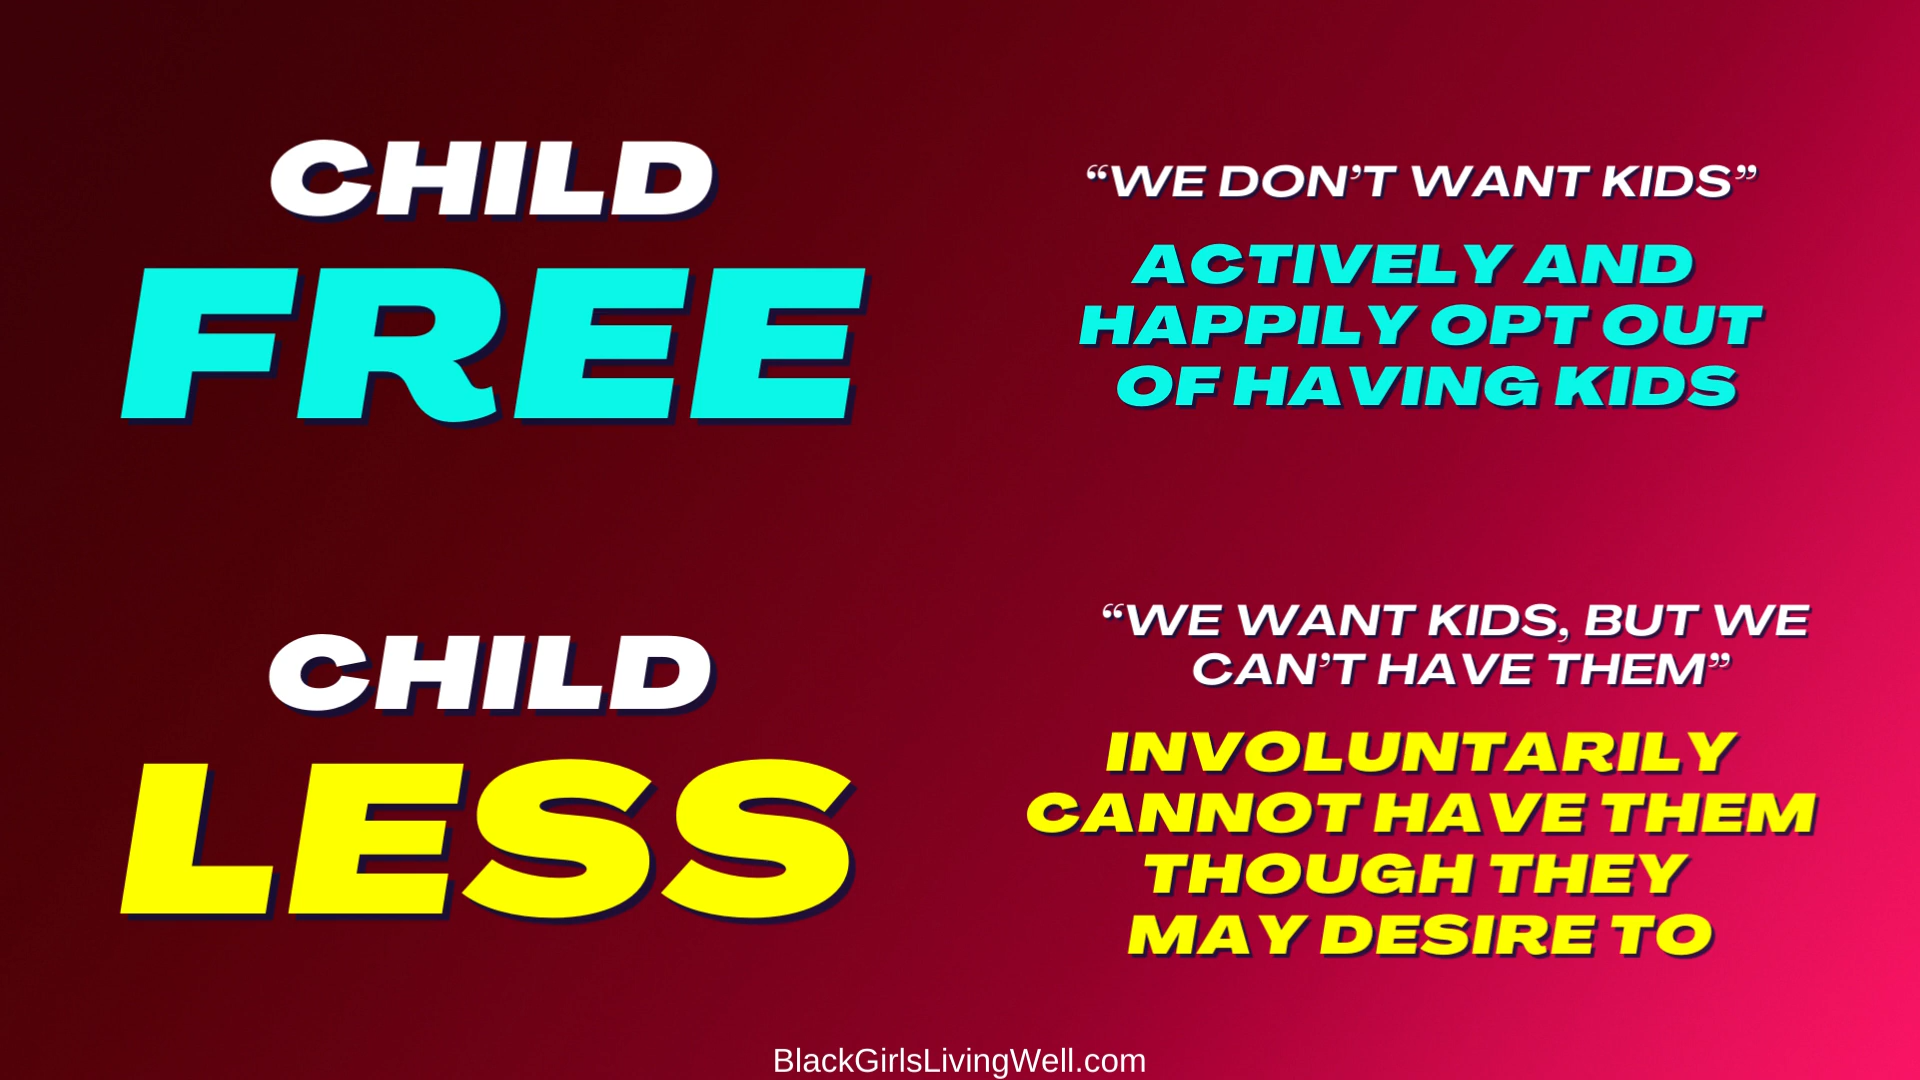 CHILD
FREE
“WE DON’T WANT KIDS”
ACTIVELY AND
HAPPILY OPT OUT
OF HAVING KIDS
CHILD
LESS
“WE WANT KIDS, BUT WE
CAN’T HAVE THEM”
INVOLUNTARILY
CANNOT HAVE THEM
THOUGH THEY
MAY DESIRE TO
BlackGirlsLivingWell.com